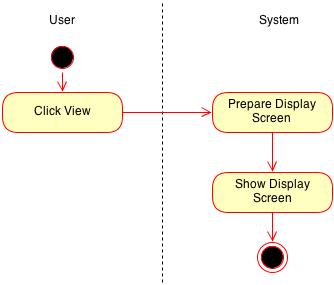 User
System
Click View
Prepare Display
Screen
Show Display
Screen